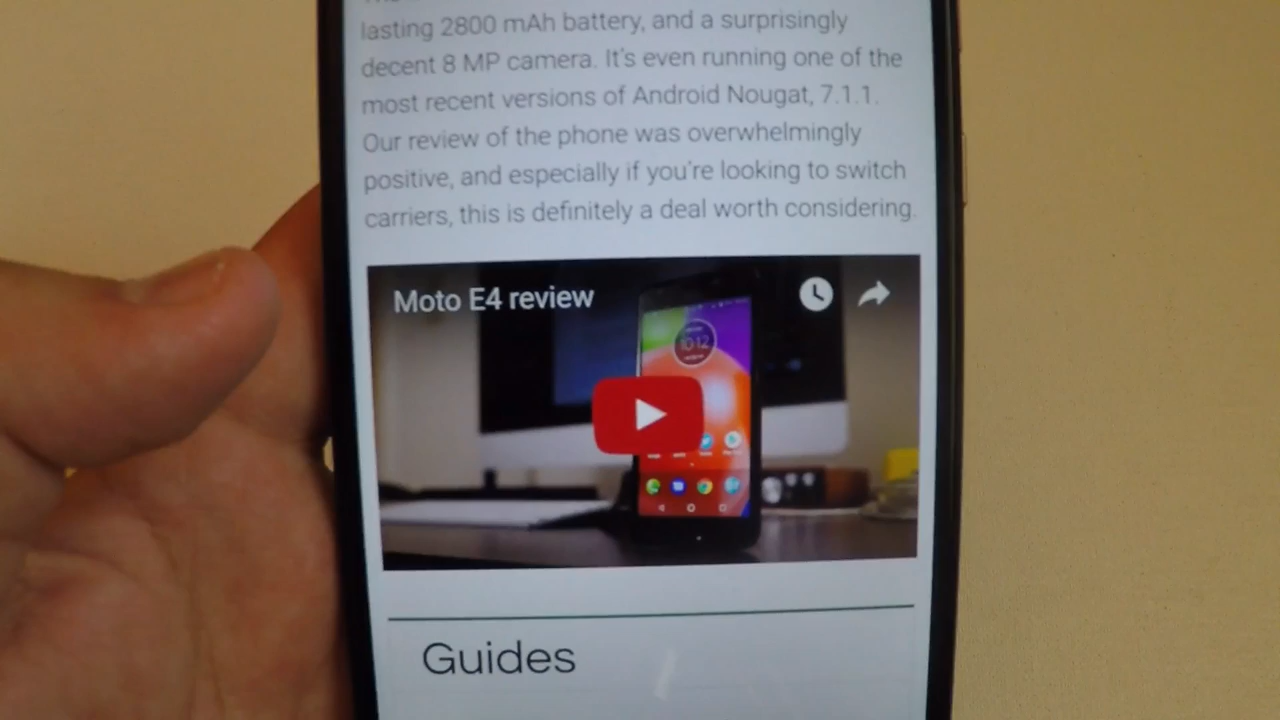 lasting 2800 mAh battery, and a surprisingly
decent 8 MP camera. It's even running one of the
most recent versions of Android Nougat, 7.1.1.
Our review of the phone was overwhelmingly
positive, and especially if you're looking to switch
carriers, this is definitely a deal worth considering.
Moto E4 review
10:12
Guides